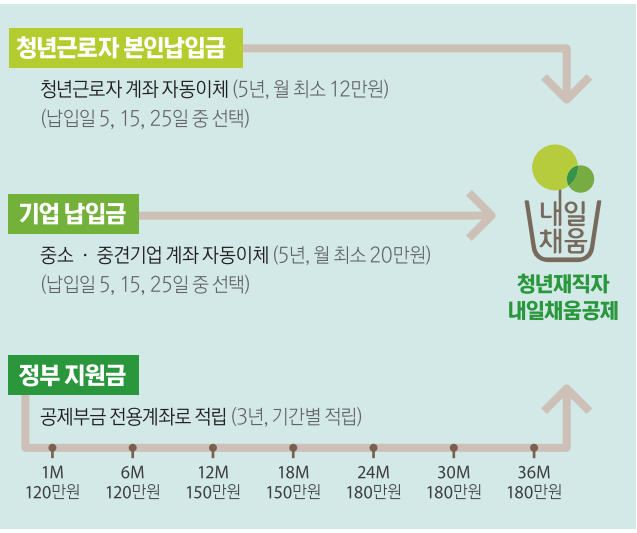 청년근로자 본인납입금
청년근로자 계좌 자동이체 (5년, 월 최소 12만원)
(납입일 5, 15, 25일 중 선택)
기업 납입금
중소 · 중견기업 계좌 자동이체 (5년, 월 최소 20만원)
(납입일 5, 15, 25일 중 선택)
내일
채움
청년재직자
내일채움공제
정부 지원금
공제부금 전용계좌로 적립 (3년, 기간별 적립)
1M 6M 12M 18M 24M 30M 36M
120만원 120만원 150만원 150만원 180만원 180만원 180만원